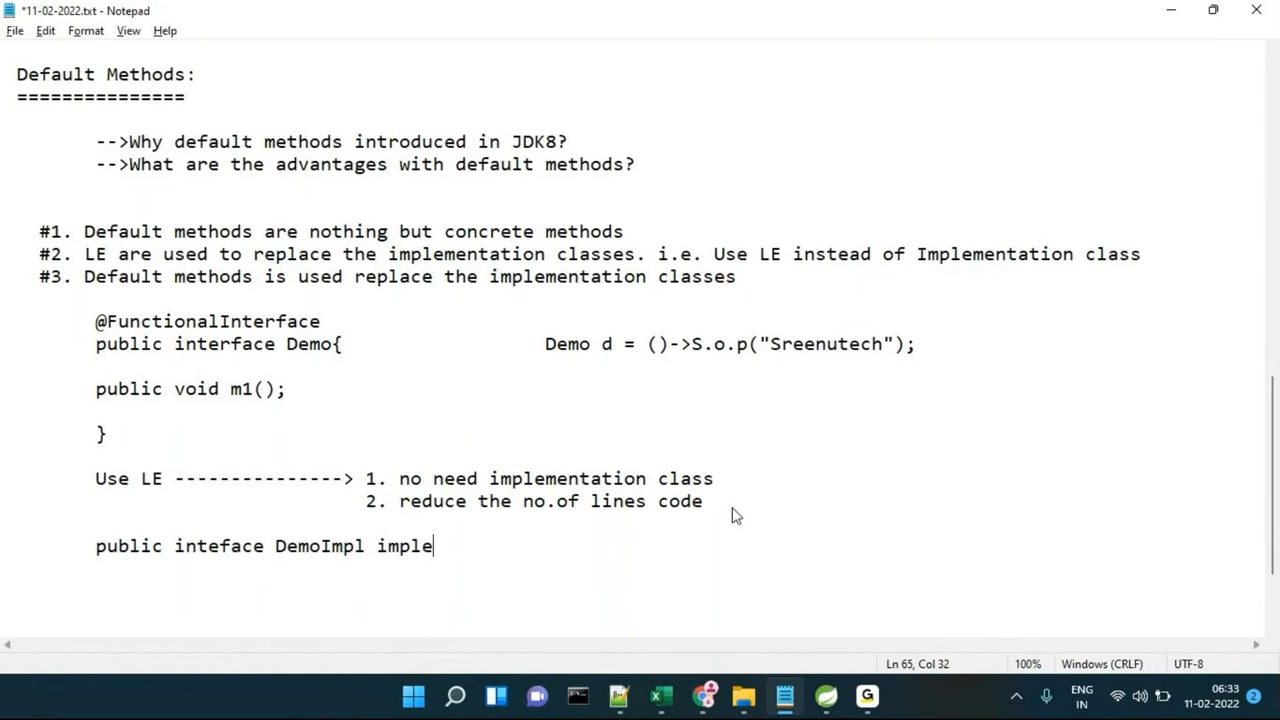 *11-02-2022.txt - Notepad
File Edit Format View Help
Default Methods:
===============
-->Why default methods introduced in JDK8?
-->What are the advantages with default methods?
#1. Default methods are nothing but concrete methods
#2. LE are used to replace the implementation classes. i.e. Use LE instead of Implementation class
#3. Default methods is used replace the implementation classes
@FunctionalInterface
public interface Demo{ Demo d = ()->S.o.p("Sreenutech");
public void m1();
}
Use LE ---------------> 1. no need implementation class
2. reduce the no.of lines code
public inteface DemoImpl imple
Ln 65, Col 32 100% Windows (CRLF) UTF-8
ENG 06:33
IN 11-02-2022 2